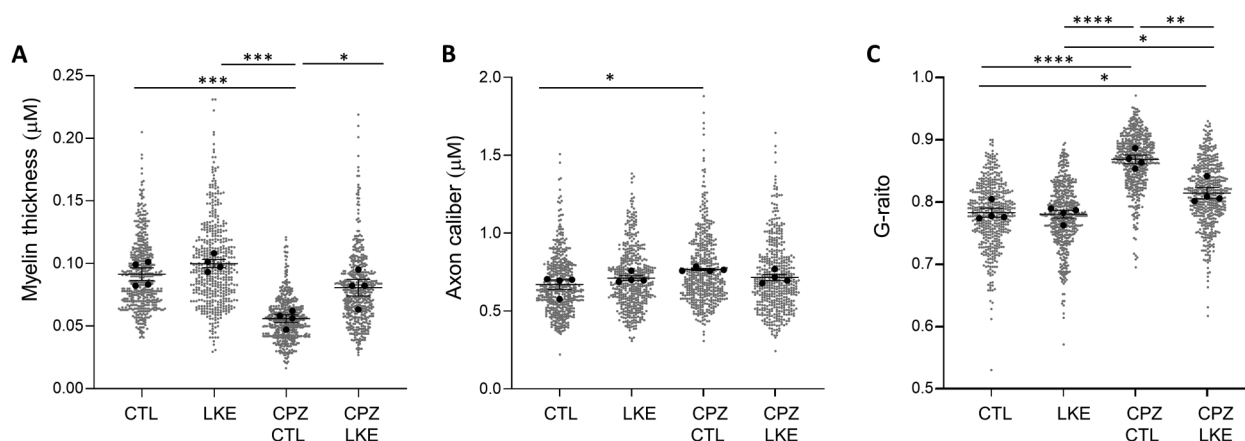 A
***
*
***
Myelin thickness (μM)
0.25
0.20
0.15
0.10
0.05
0.00
CTL
LKE
CPZ
CTL
CPZ
LKE
B
*
Axon caliber (μM)
2.0
1.5
1.0
0.5
0.0
CTL
LKE
CPZ
CTL
CPZ
LKE
C
****
**
*
****
*
G-raito
1.0
0.9
0.8
0.7
0.6
0.5
CTL
LKE
CPZ
CTL
CPZ
LKE